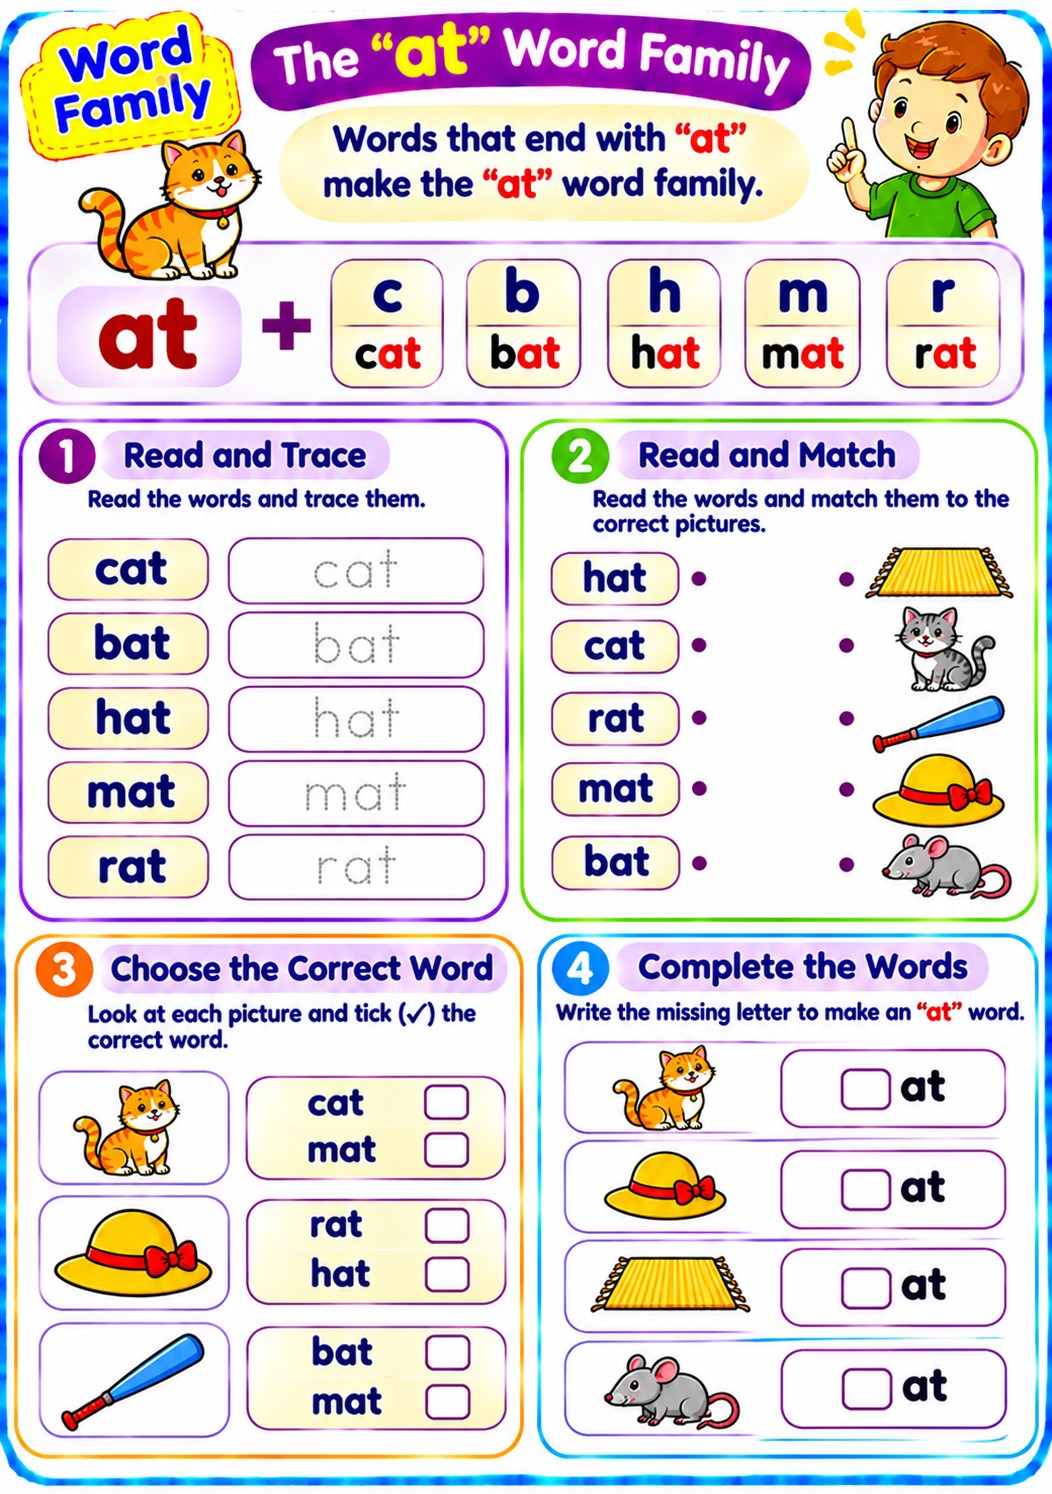 Word
Family
The “at” Word Family
Words that end with “at”
make the “at” word family.
at + c b h m r
cat bat hat mat rat
1 Read and Trace
Read the words and trace them.
cat cat
bat bat
hat hat
mat mat
rat rat
2 Read and Match
Read the words and match them to the
correct pictures.
hat
cat
rat
mat
bat
3 Choose the Correct Word
Look at each picture and tick (✓) the
correct word.
cat
mat
rat
hat
bat
mat
4 Complete the Words
Write the missing letter to make an “at” word.
at
at
at
at